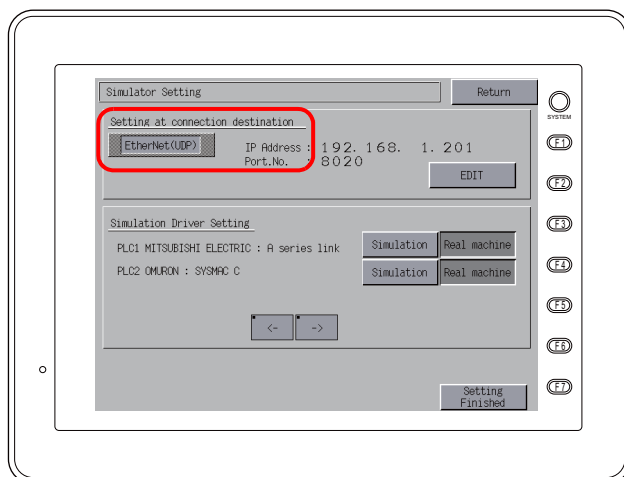 Simulator Setting
Return
SYSTEM
Setting at connection destination
EtherNet(UDP)
IP Address : 192. 168. 1. 201
Port.No. : 8020
EDIT
F1
F2
Simulation Driver Setting
F3
PLC1 MITSUBISHI ELECTRIC : A series link
Simulation
Real machine
PLC2 OMURON : SYSMAC C
Simulation
Real machine
F4
<-
->
F5
F6
Setting
Finished
F7